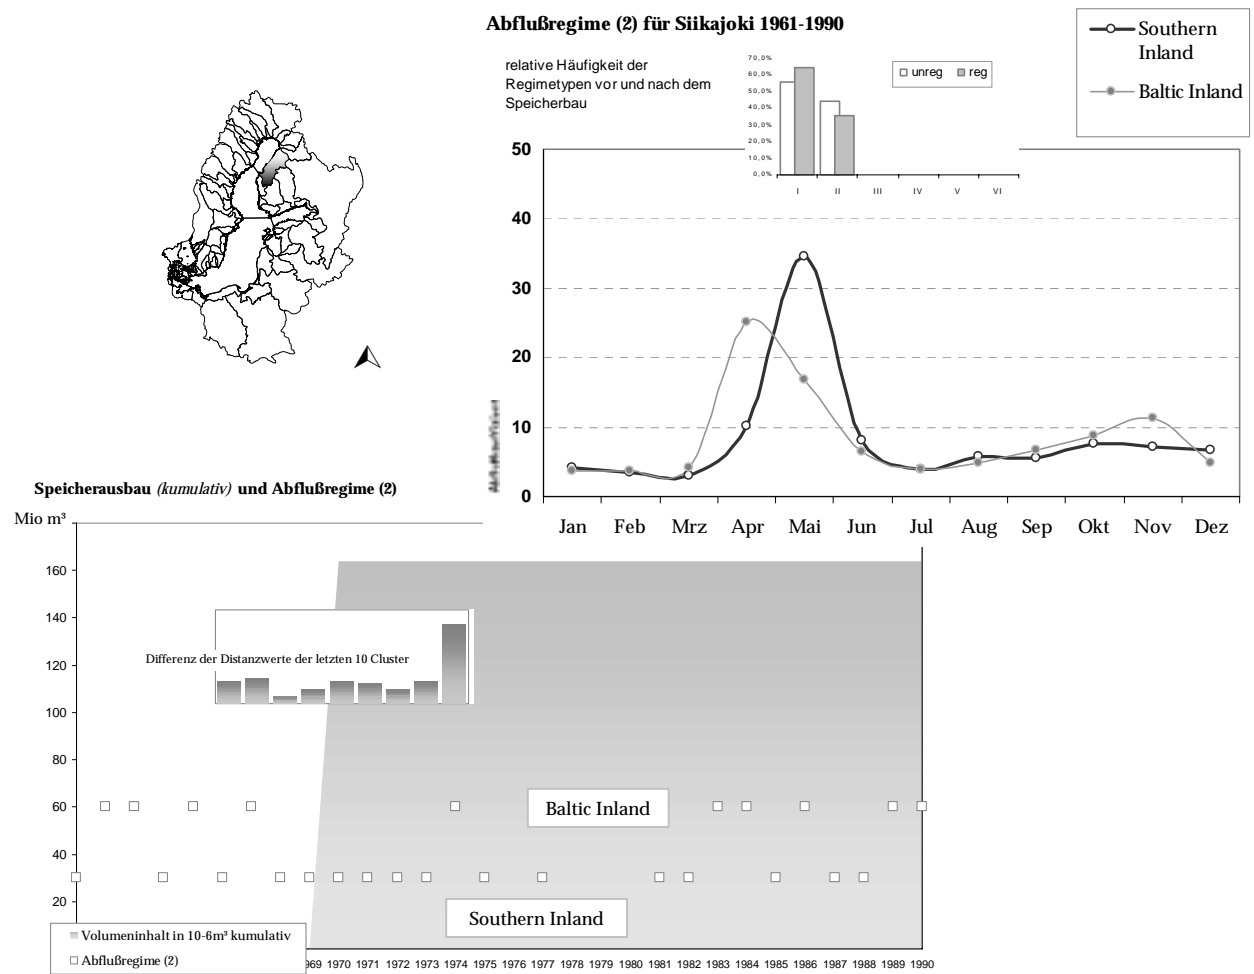 Abflußregime (2) für Siikajoki 1961-1990
Southern
Inland
Baltic Inland
relative Häufigkeit der
Regimetypen vor und nach dem
Speicherbau
70,0%
60,0%
50,0%
40,0%
30,0%
20,0%
10,0%
0,0%
unreg reg
I II III IV V VI
50
40
30
20
10
0
Jan Feb Mrz Apr Mai Jun Jul Aug Sep Okt Nov Dez
Speicherausbau (kumulativ) und Abflußregime (2)
Mio m³
160
140
120
100
80
60
40
20
Differenz der Distanzwerte der letzten 10 Cluster
Baltic Inland
Southern Inland
Volumeninhalt in 10-6m³ kumulativ
Abflußregime (2)
969 1970 1971 1972 1973 1974 1975 1976 1977 1978 1979 1980 1981 1982 1983 1984 1985 1986 1987 1988 1989 1990